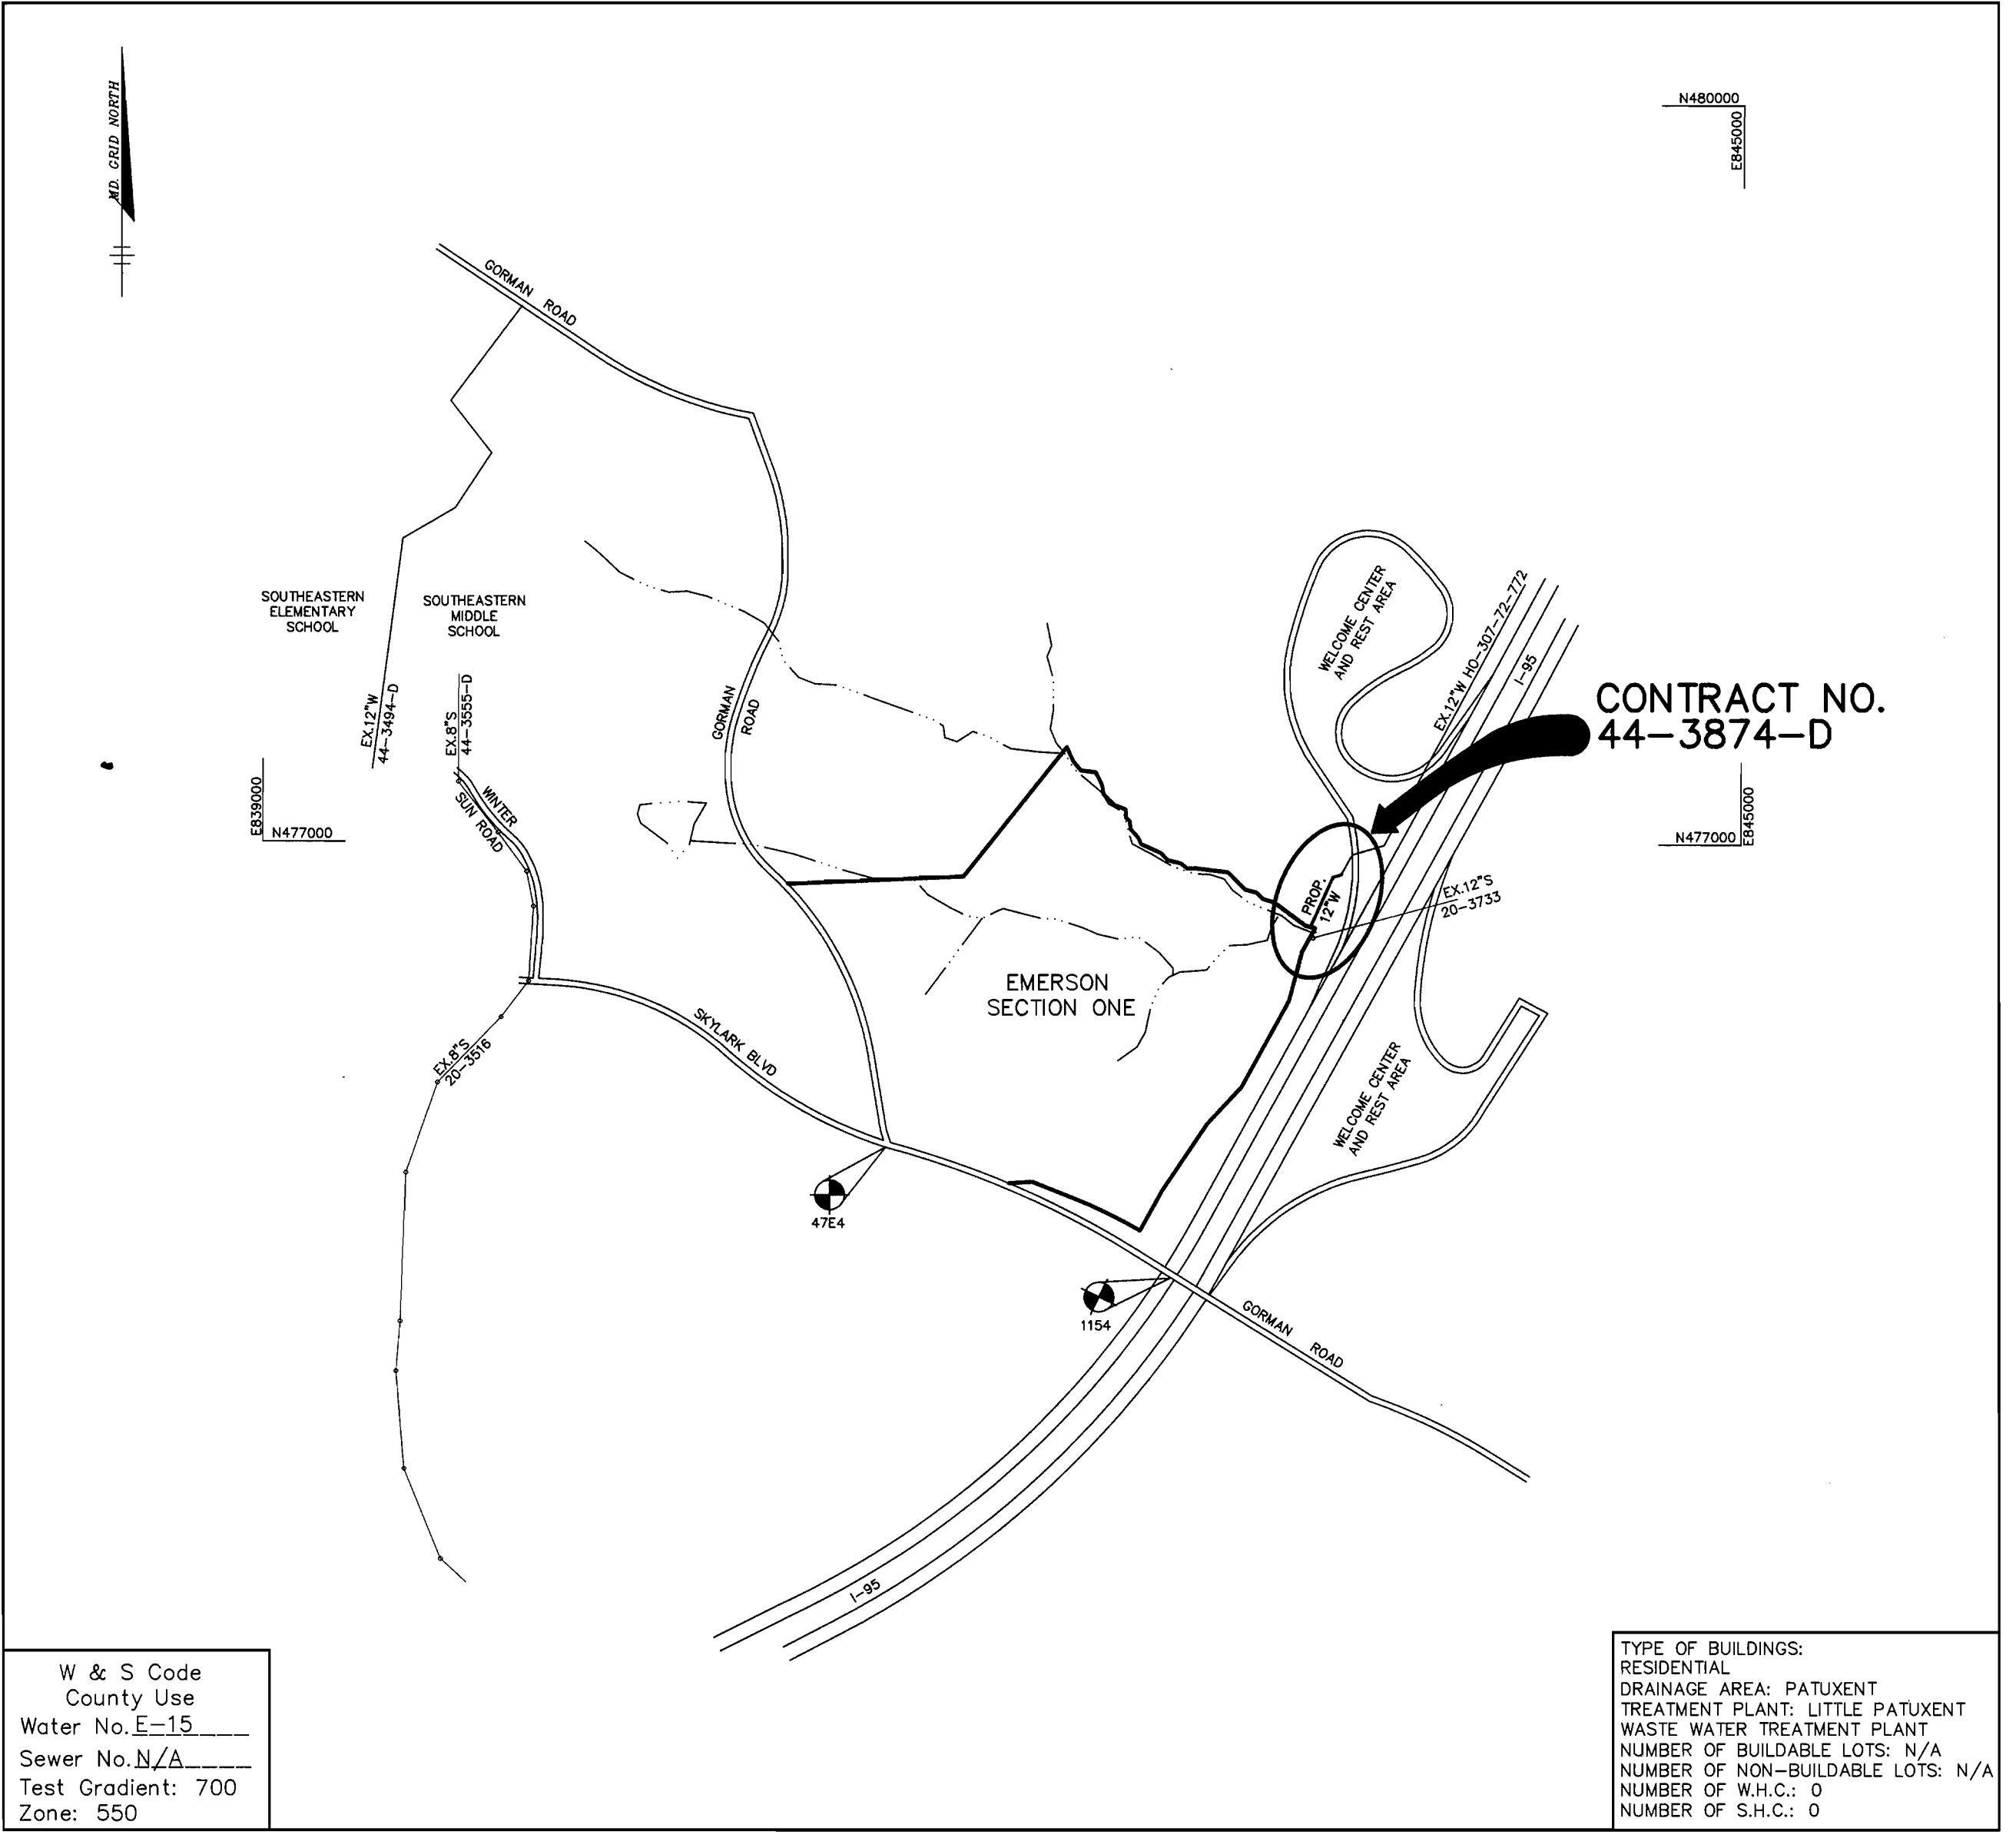 MD. GRID NORTH
N480000
E845000
GORMAN ROAD
SOUTHEASTERN
ELEMENTARY
SCHOOL
SOUTHEASTERN
MIDDLE
SCHOOL
EX.12"W
44-3494-D
EX.8"S
44-3555-D
GORMAN
ROAD
WELCOME CENTER
AND REST AREA
EX.12"W HO-307-72-772
I-95
CONTRACT NO.
44-3874-D
E839000
N477000
WINTER
SUN ROAD
N477000
E845000
PROP.
12"W
EX.12"S
20-3733
EMERSON
SECTION ONE
SKYLARK BLVD
EX.8"S
20-3516
WELCOME CENTER
AND REST AREA
47E4
1154
GORMAN ROAD
I-95
W & S Code
County Use
Water No. E-15
Sewer No. N/A
Test Gradient: 700
Zone: 550
TYPE OF BUILDINGS:
RESIDENTIAL
DRAINAGE AREA: PATUXENT
TREATMENT PLANT: LITTLE PATUXENT
WASTE WATER TREATMENT PLANT
NUMBER OF BUILDABLE LOTS: N/A
NUMBER OF NON-BUILDABLE LOTS: N/A
NUMBER OF W.H.C.: 0
NUMBER OF S.H.C.: 0